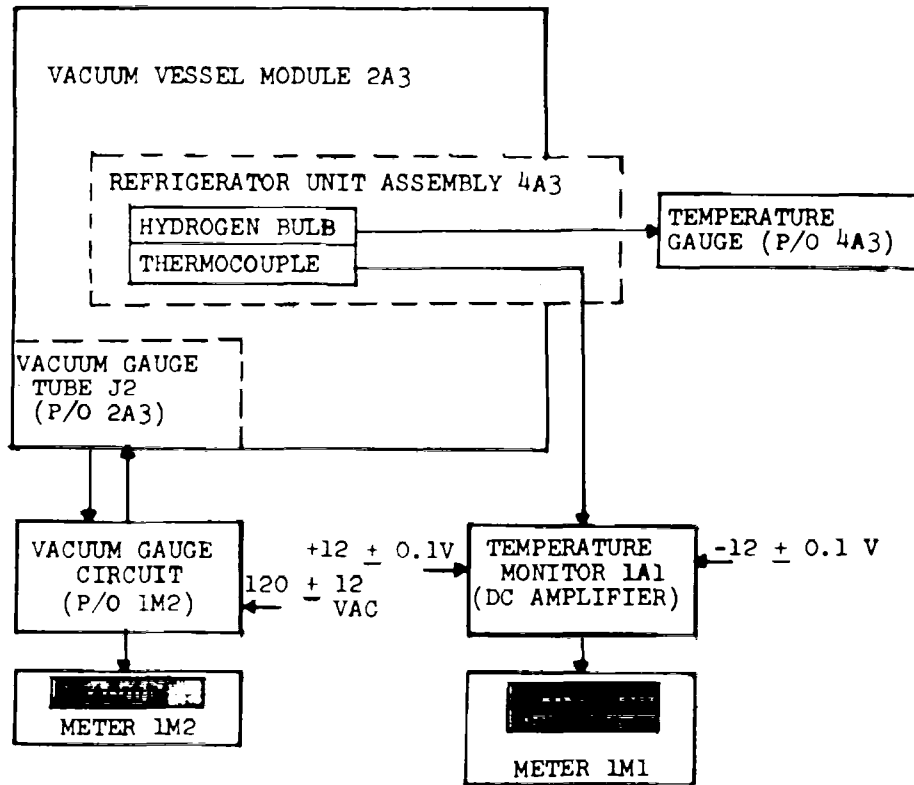 VACUUM VESSEL MODULE 2A3
REFRIGERATOR UNIT ASSEMBLY 4A3
HYDROGEN BULB
THERMOCOUPLE
TEMPERATURE
GAUGE (P/O 4A3)
VACUUM GAUGE
TUBE J2
(P/O 2A3)
VACUUM GAUGE
CIRCUIT
(P/O 1M2)
+12 ± 0.1V
120 ± 12
VAC
TEMPERATURE
MONITOR 1A1
(DC AMPLIFIER)
-12 ± 0.1 V
METER 1M2
METER 1M1